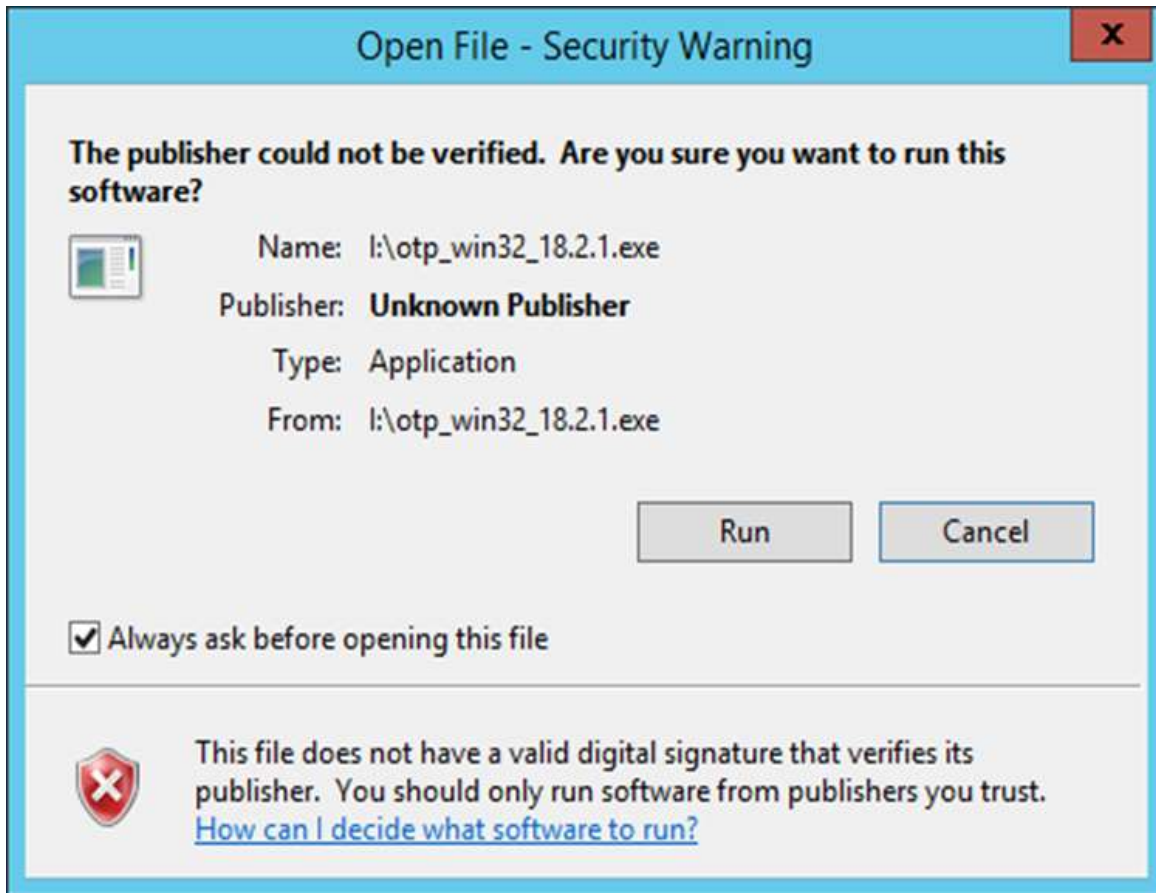 Open File - Security Warning
x
The publisher could not be verified.  Are you sure you want to run this
software?
Name: I:\otp_win32_18.2.1.exe
Publisher: Unknown Publisher
Type: Application
From: I:\otp_win32_18.2.1.exe
Run Cancel
Always ask before opening this file
This file does not have a valid digital signature that verifies its
publisher.  You should only run software from publishers you trust.
How can I decide what software to run?